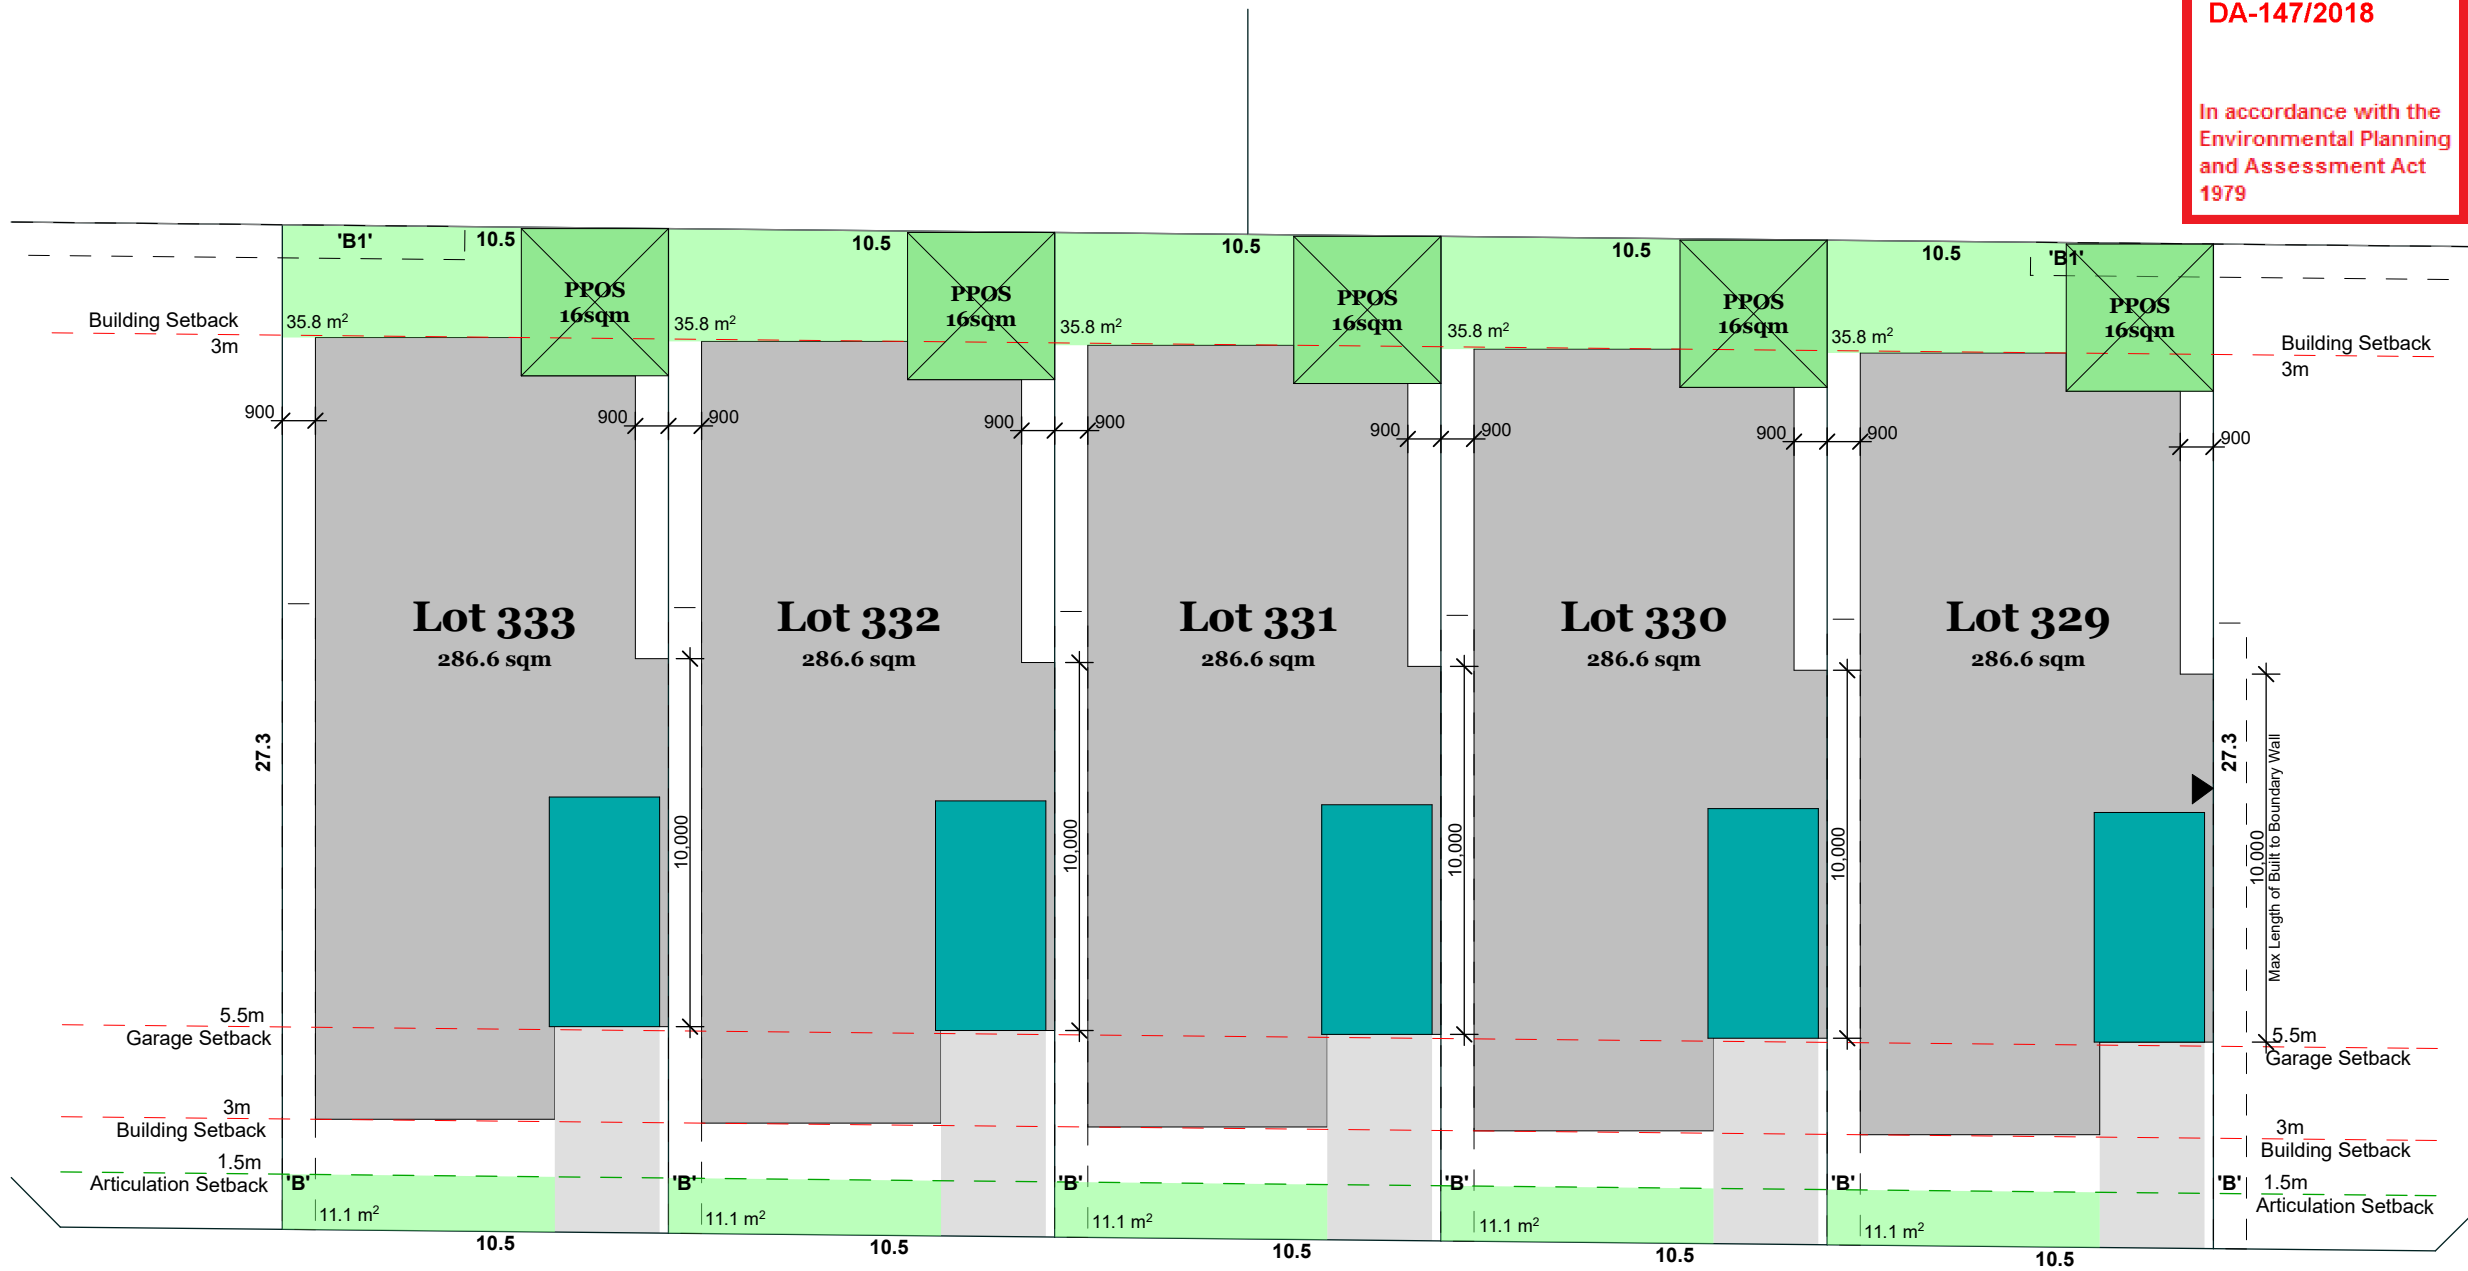 DA-147/2018
In accordance with the
Environmental Planning
and Assessment Act
1979
'B1'
10.5
10.5
10.5
10.5
10.5
'B1'
PPOS
16sqm
PPOS
16sqm
PPOS
16sqm
PPOS
16sqm
PPOS
16sqm
Building Setback
3m
35.8 m²
35.8 m²
35.8 m²
35.8 m²
35.8 m²
Building Setback
3m
900
900
900
900
900
900
900
900
900
900
Lot 333
286.6 sqm
Lot 332
286.6 sqm
Lot 331
286.6 sqm
Lot 330
286.6 sqm
Lot 329
286.6 sqm
27.3
10,000
10,000
10,000
10,000
27.3
10,000
Max Length of Built to Boundary Wall
5.5m
Garage Setback
5.5m
Garage Setback
3m
Building Setback
3m
Building Setback
1.5m
Articulation Setback
'B'
'B'
'B'
'B'
'B'
'B'
1.5m
Articulation Setback
11.1 m²
11.1 m²
11.1 m²
11.1 m²
11.1 m²
10.5
10.5
10.5
10.5
10.5